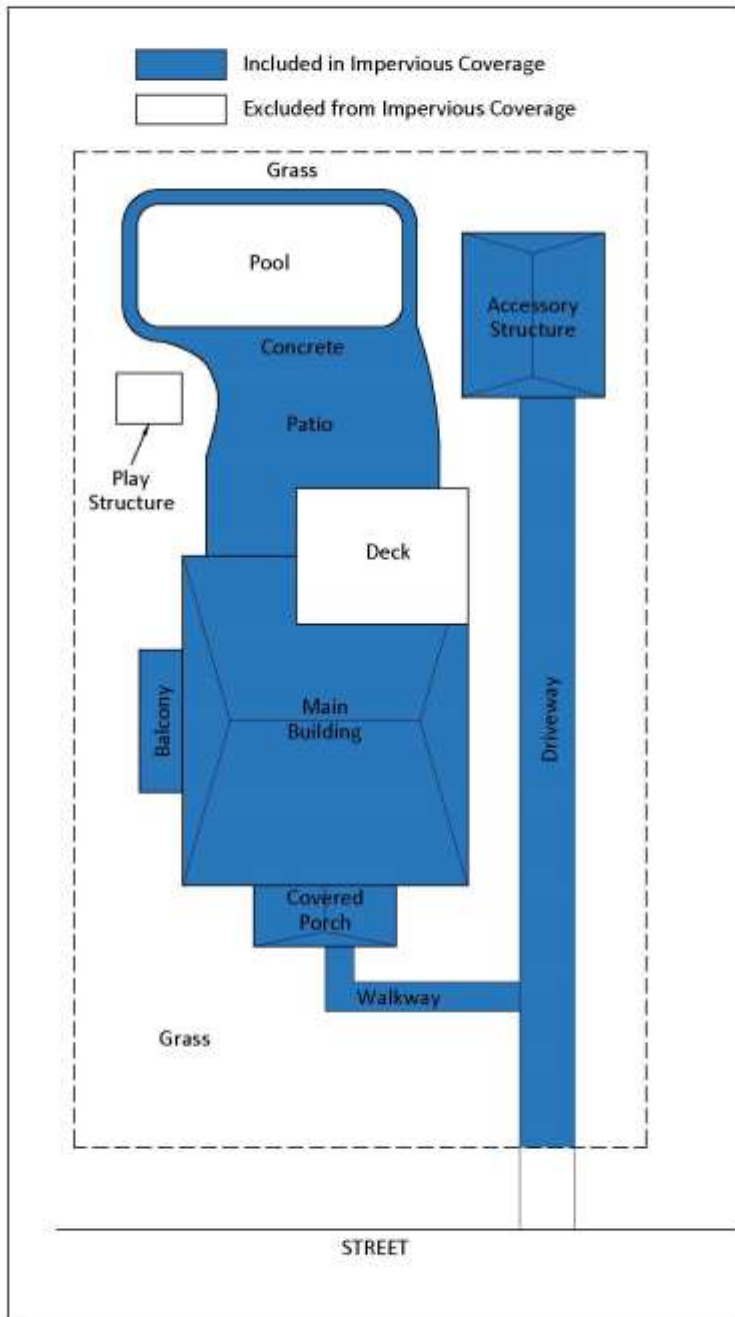 Included in Impervious Coverage
Excluded from Impervious Coverage
Grass
Pool
Accessory
Structure
Concrete
Patio
Play
Structure
Deck
Balcony
Main
Building
Driveway
Covered
Porch
Walkway
Grass
STREET